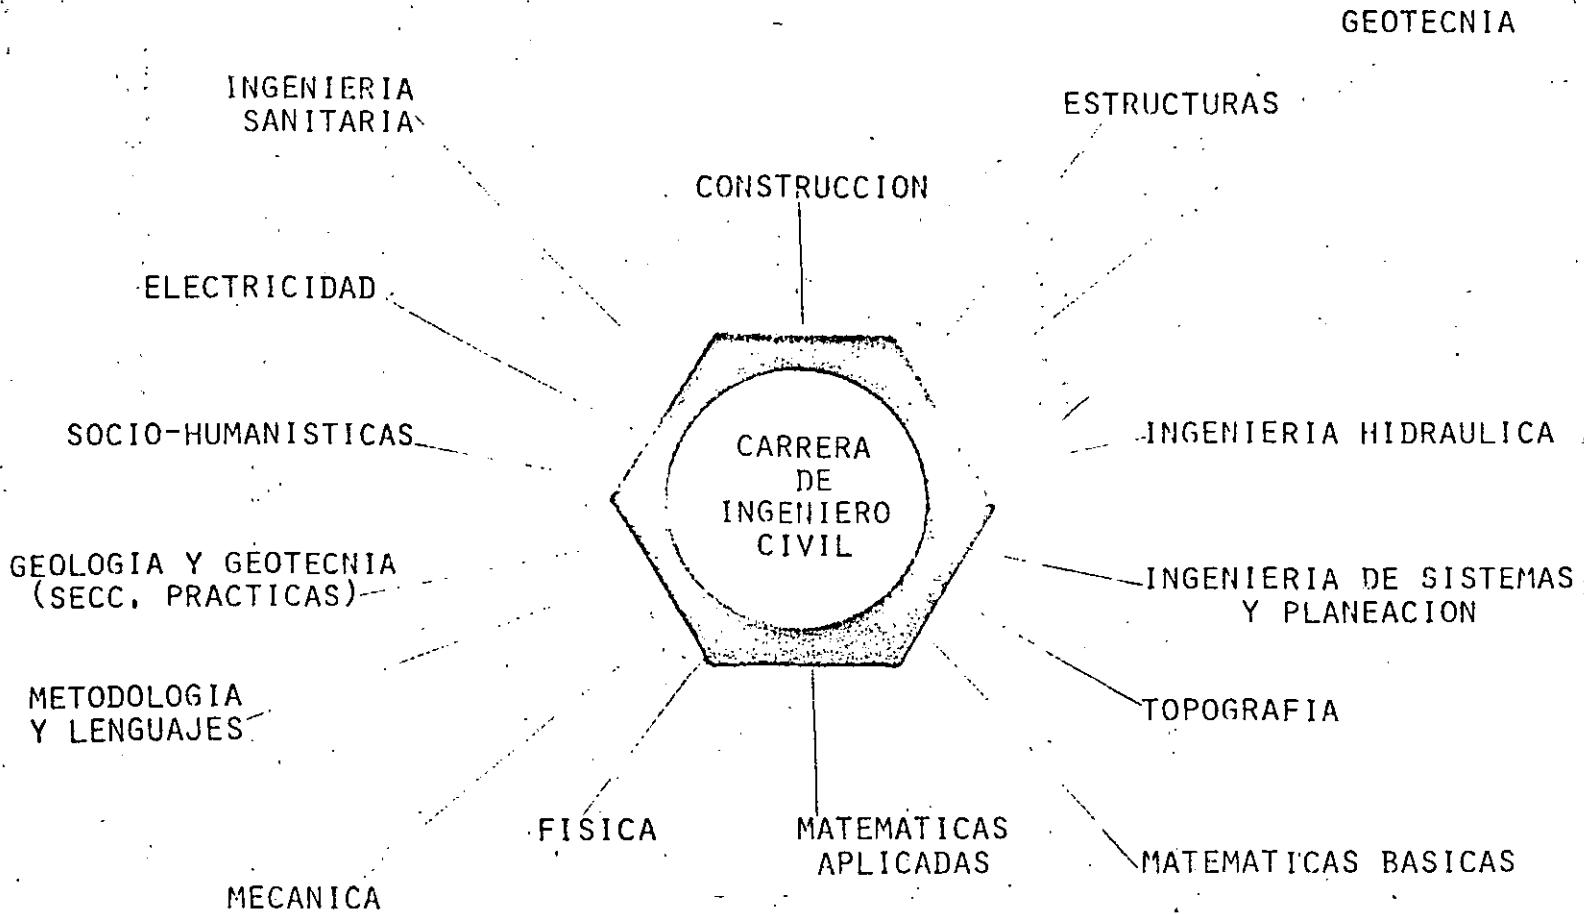 GEOTECNIA
INGENIERIA
SANITARIA
ESTRUCTURAS
CONSTRUCCION
ELECTRICIDAD
SOCIO-HUMANISTICAS
INGENIERIA HIDRAULICA
CARRERA
DE
INGENIERO
CIVIL
GEOLOGIA Y GEOTECNIA
(SECC. PRACTICAS)
INGENIERIA DE SISTEMAS
Y PLANEACION
METODOLOGIA
Y LENGUAJES
TOPOGRAFIA
FISICA
MATEMATICAS
APLICADAS
MATEMATICAS BASICAS
MECANICA